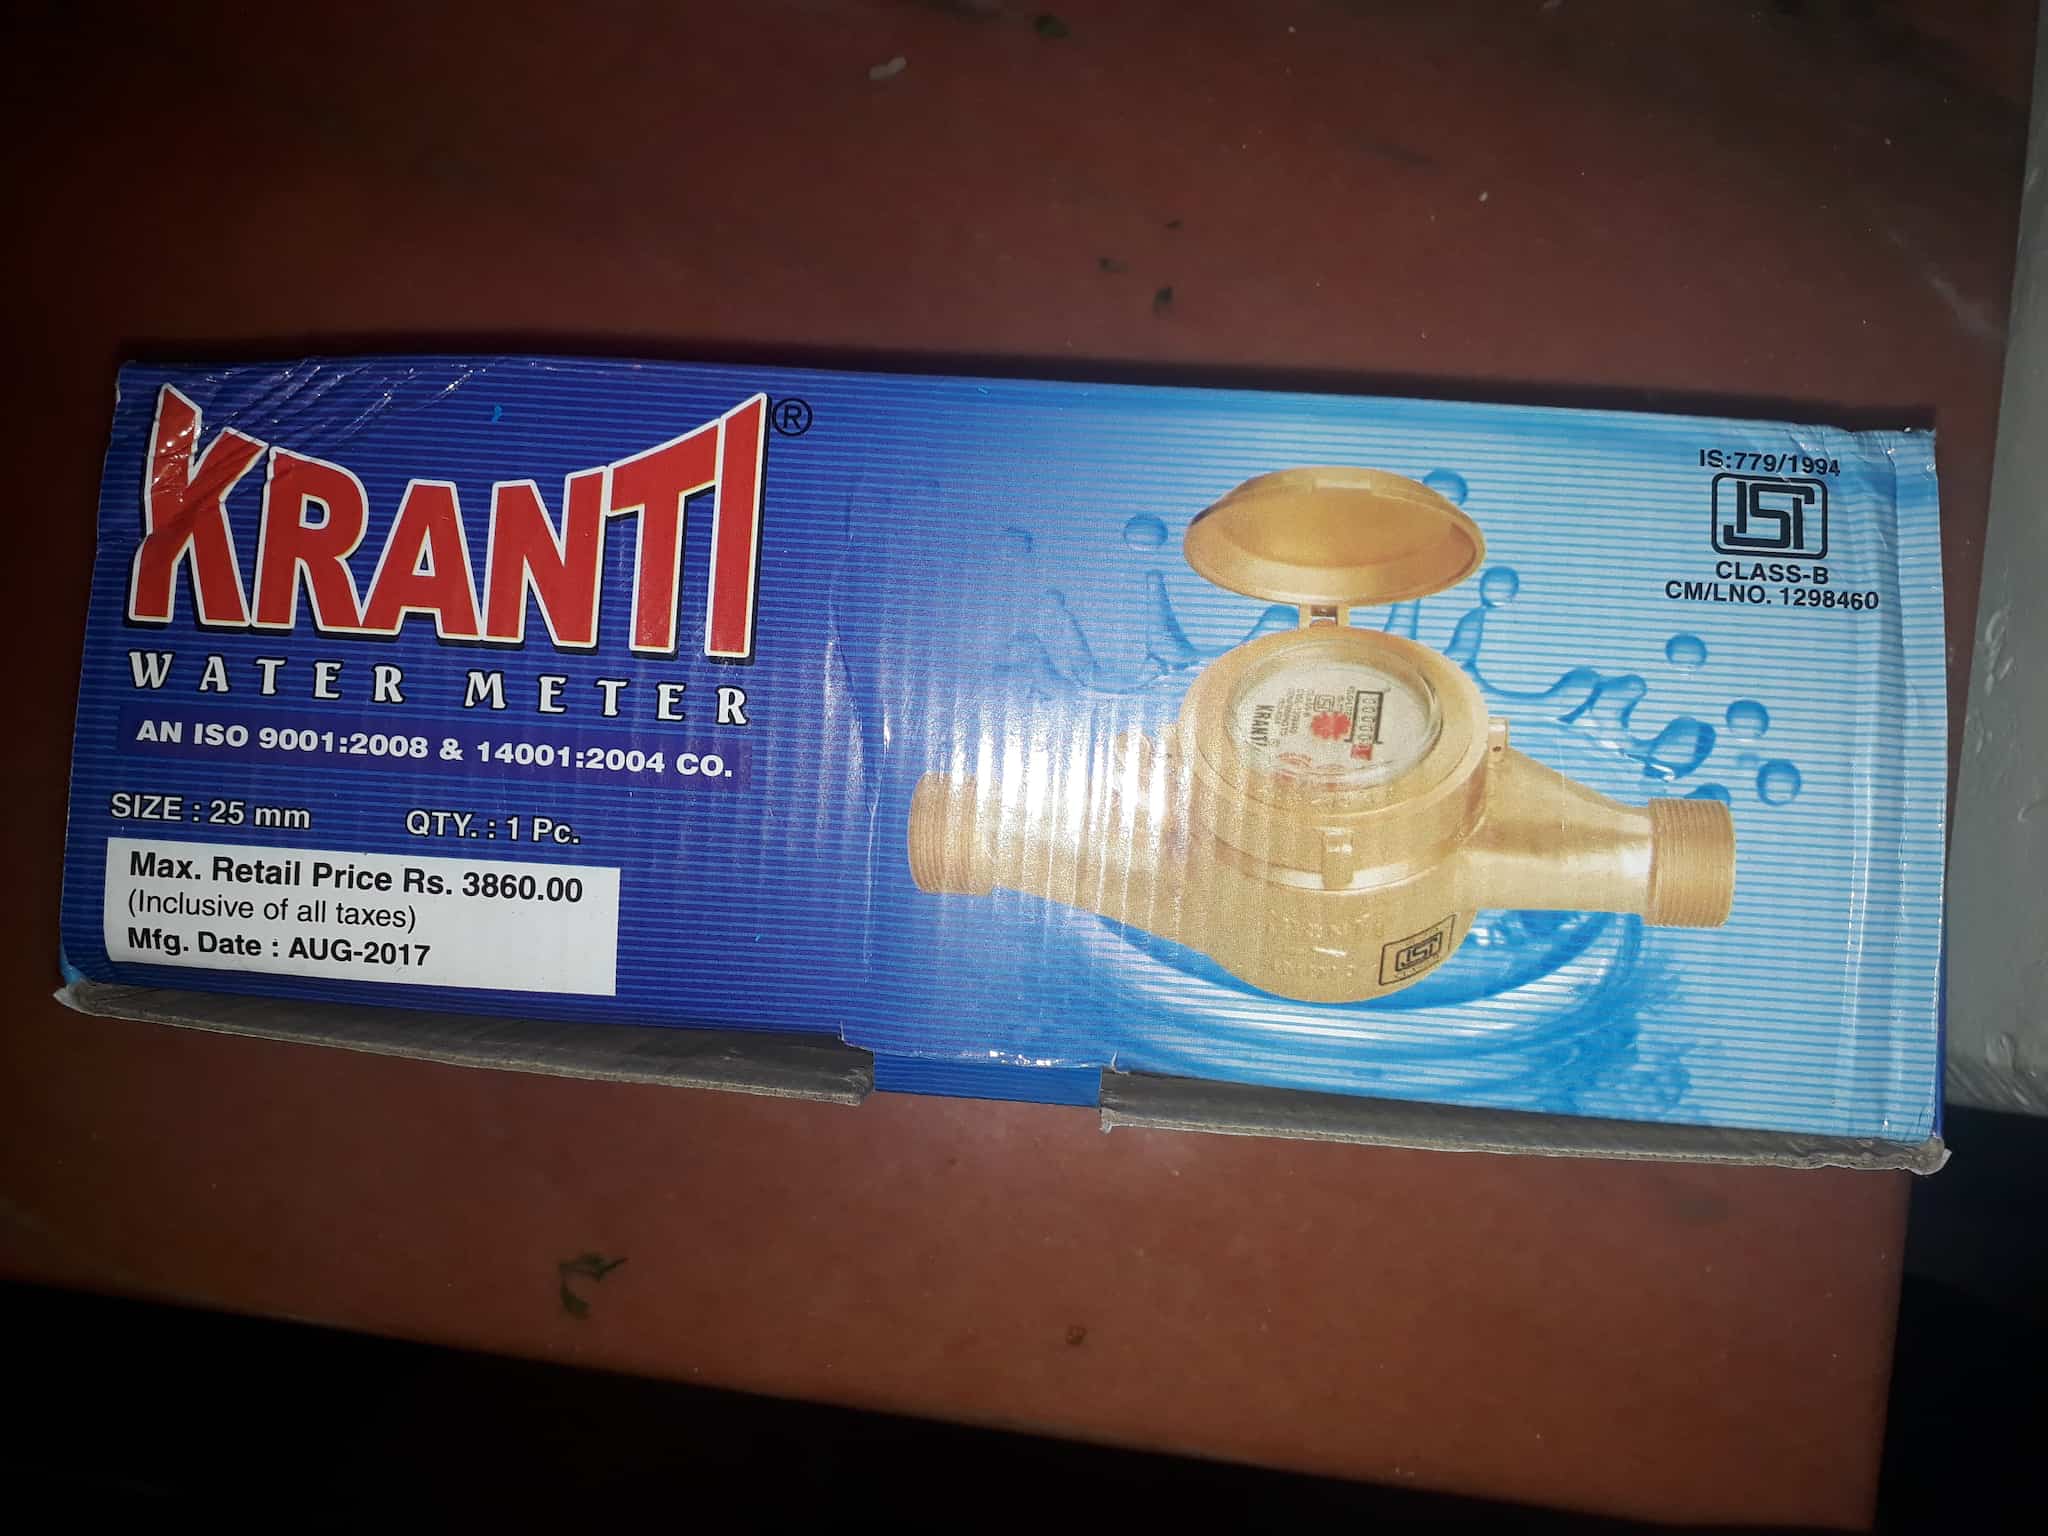 KRANTI®
WATER METER
AN ISO 9001:2008 & 14001:2004 CO.
SIZE : 25 mm QTY. : 1 Pc.
Max. Retail Price Rs. 3860.00
(Inclusive of all taxes)
Mfg. Date : AUG-2017
IS:779/1994
ISI
CLASS-B
CM/LNO. 1298460
KRANTI
ISI